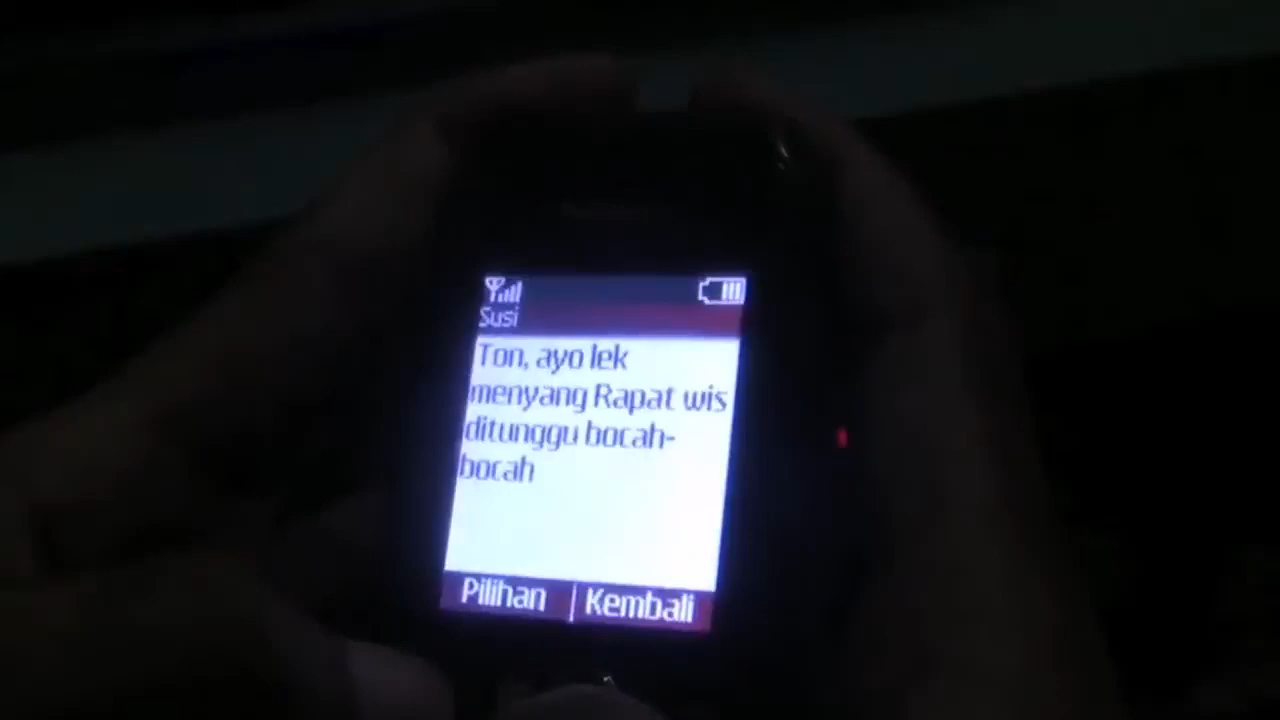 Susi
Ton, ayo lek
menyang Rapat wis
ditunggu bocah-
bocah
Pilihan
Kembali